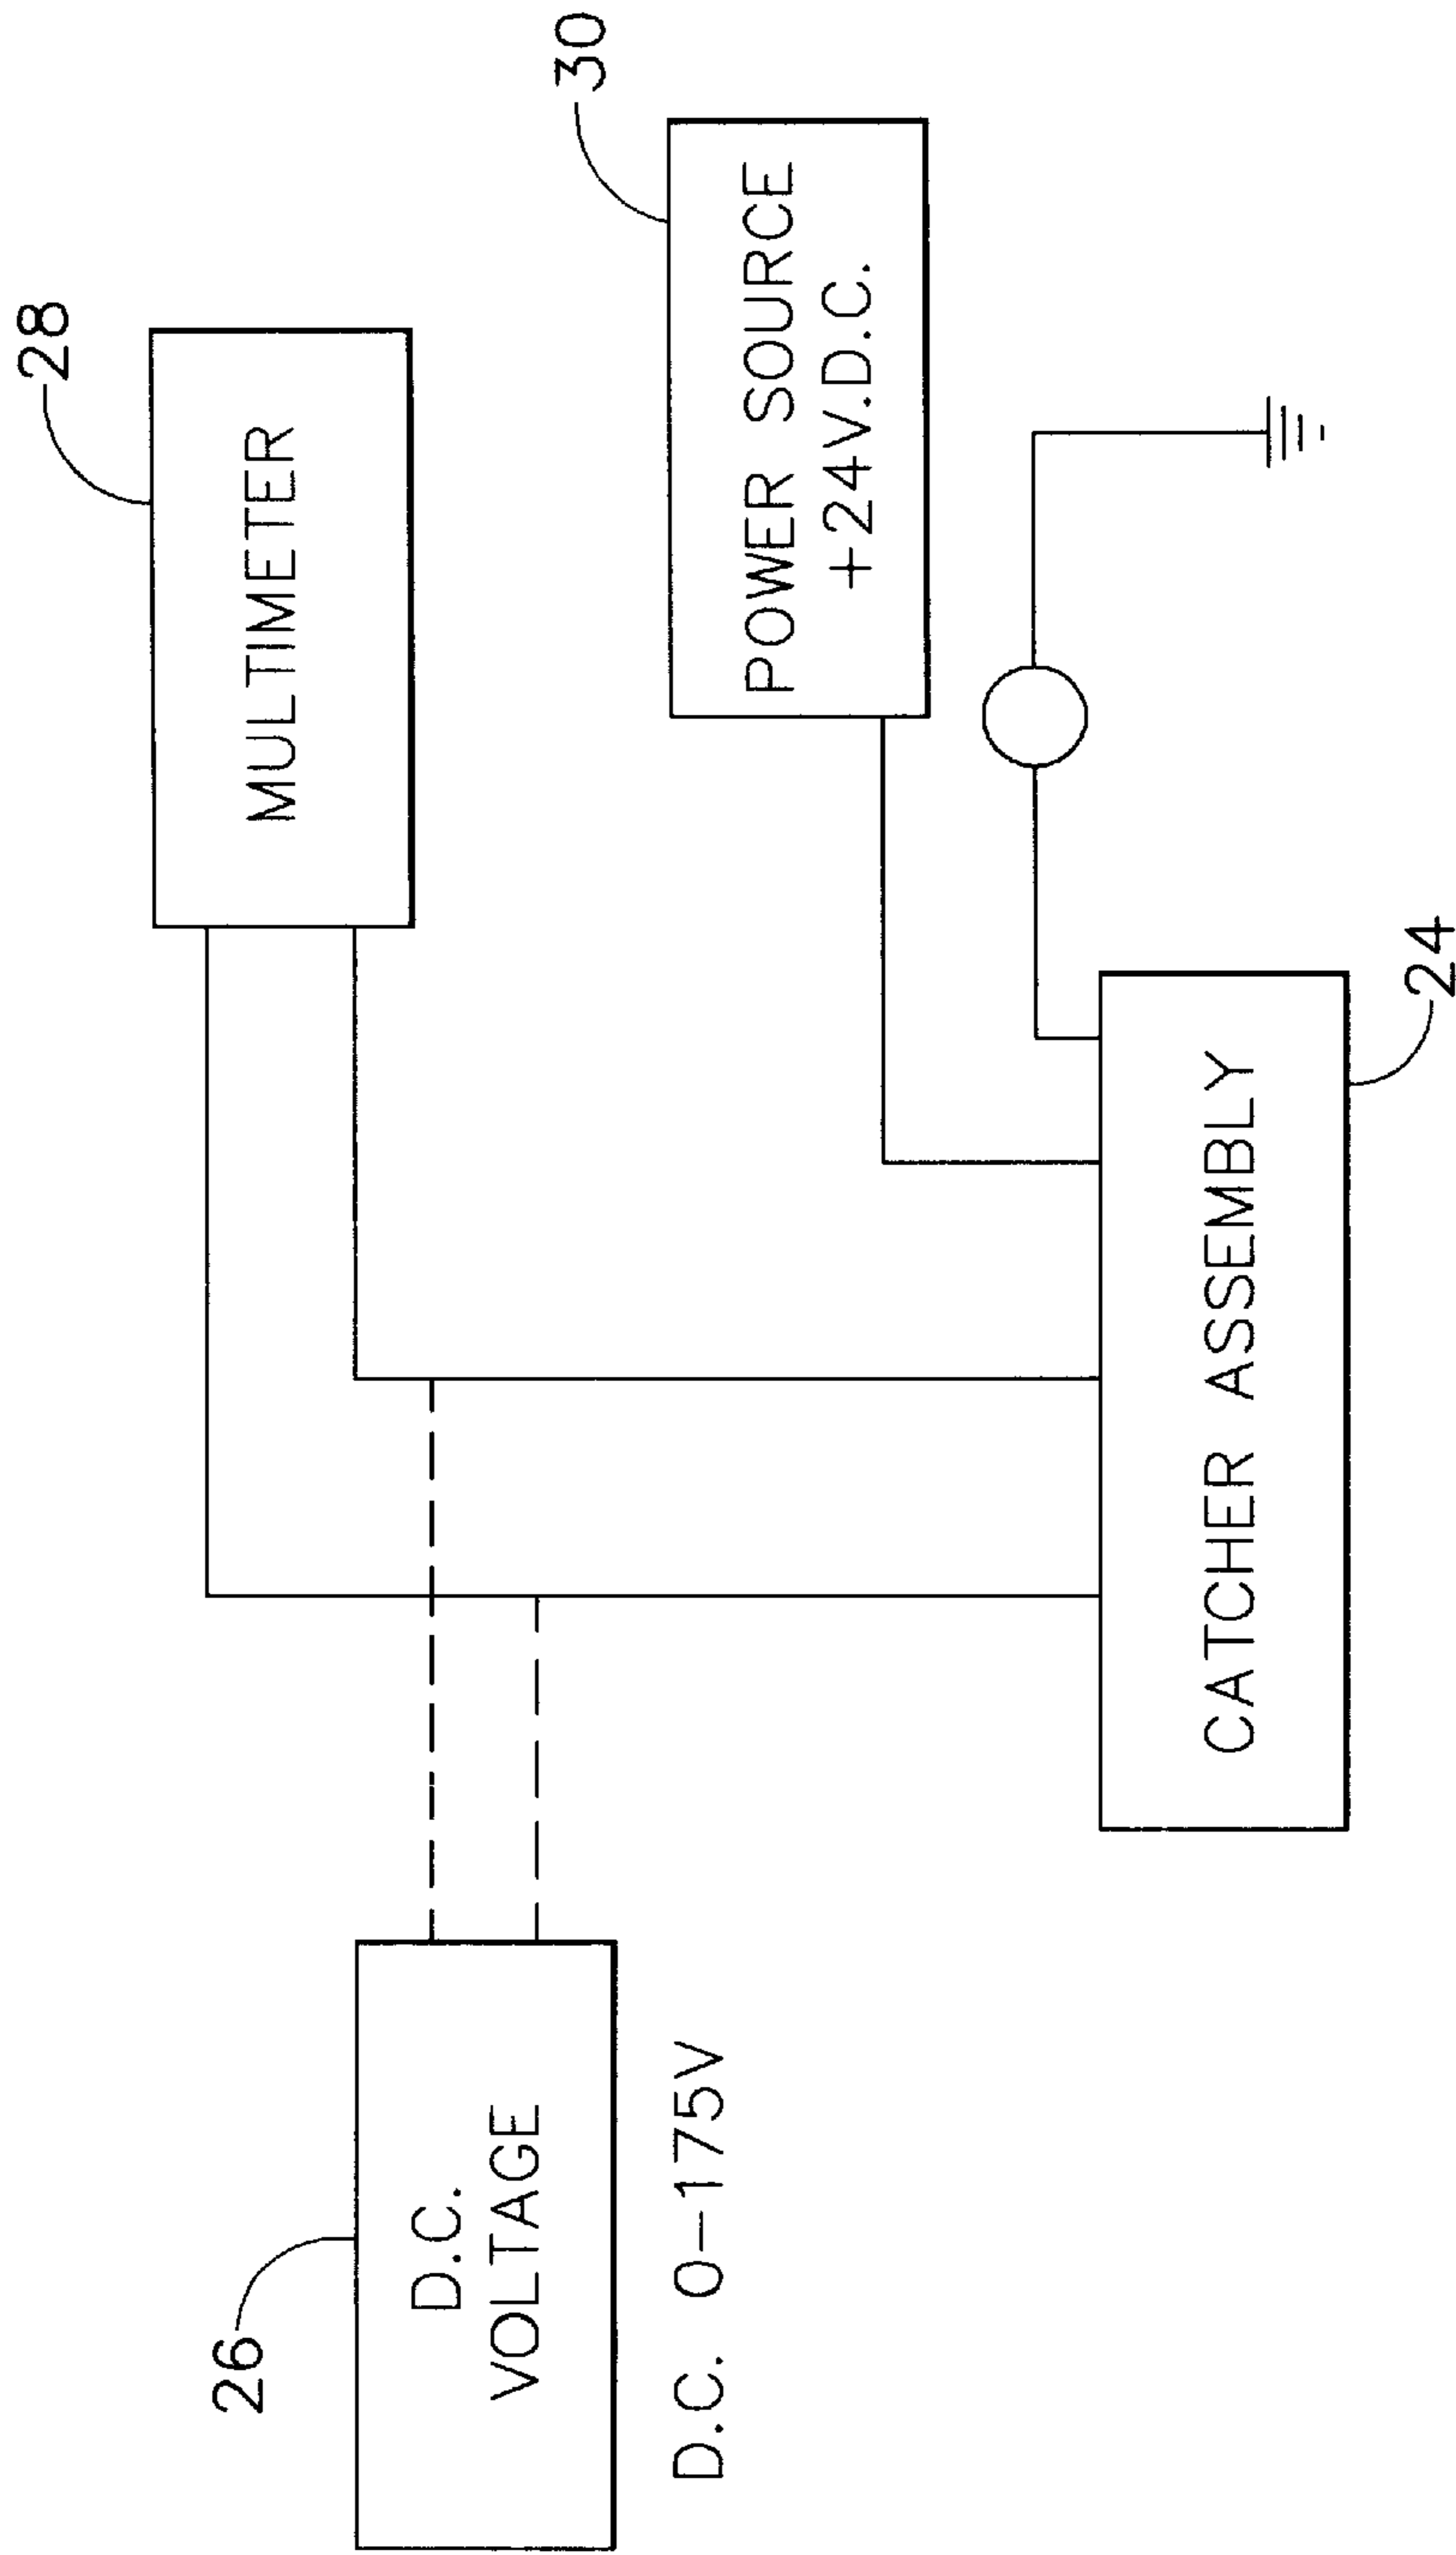 28
MULTIMETER
30
POWER SOURCE
+24V.D.C.
26
D.C.
VOLTAGE
D.C. 0-175V
CATCHER ASSEMBLY
24